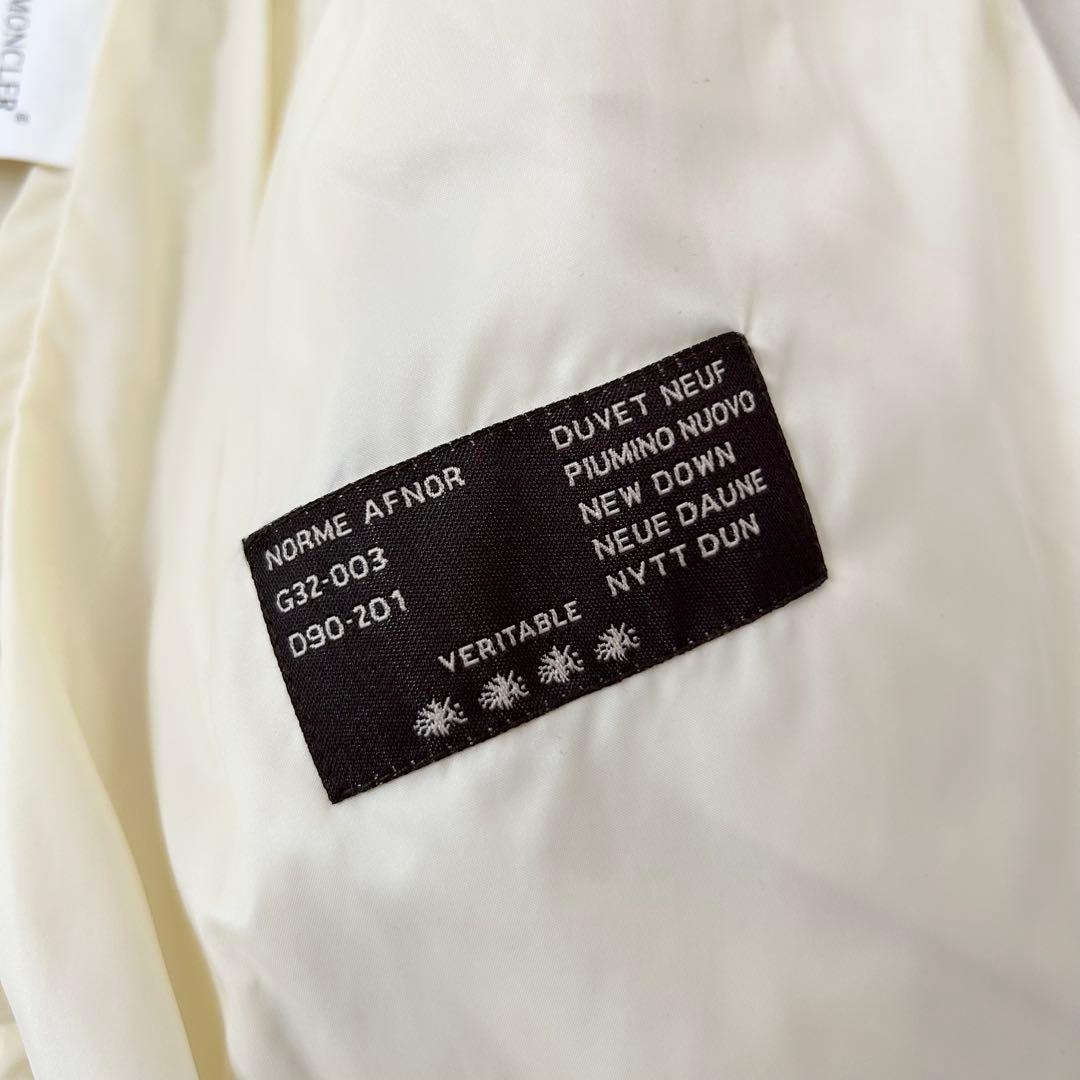 MONCLER®
NORME AFNOR
G32-003
D90-201
DUVET NEUF
PIUMINO NUOVO
NEW DOWN
NEUE DAUNE
NYTT DUN
VERITABLE